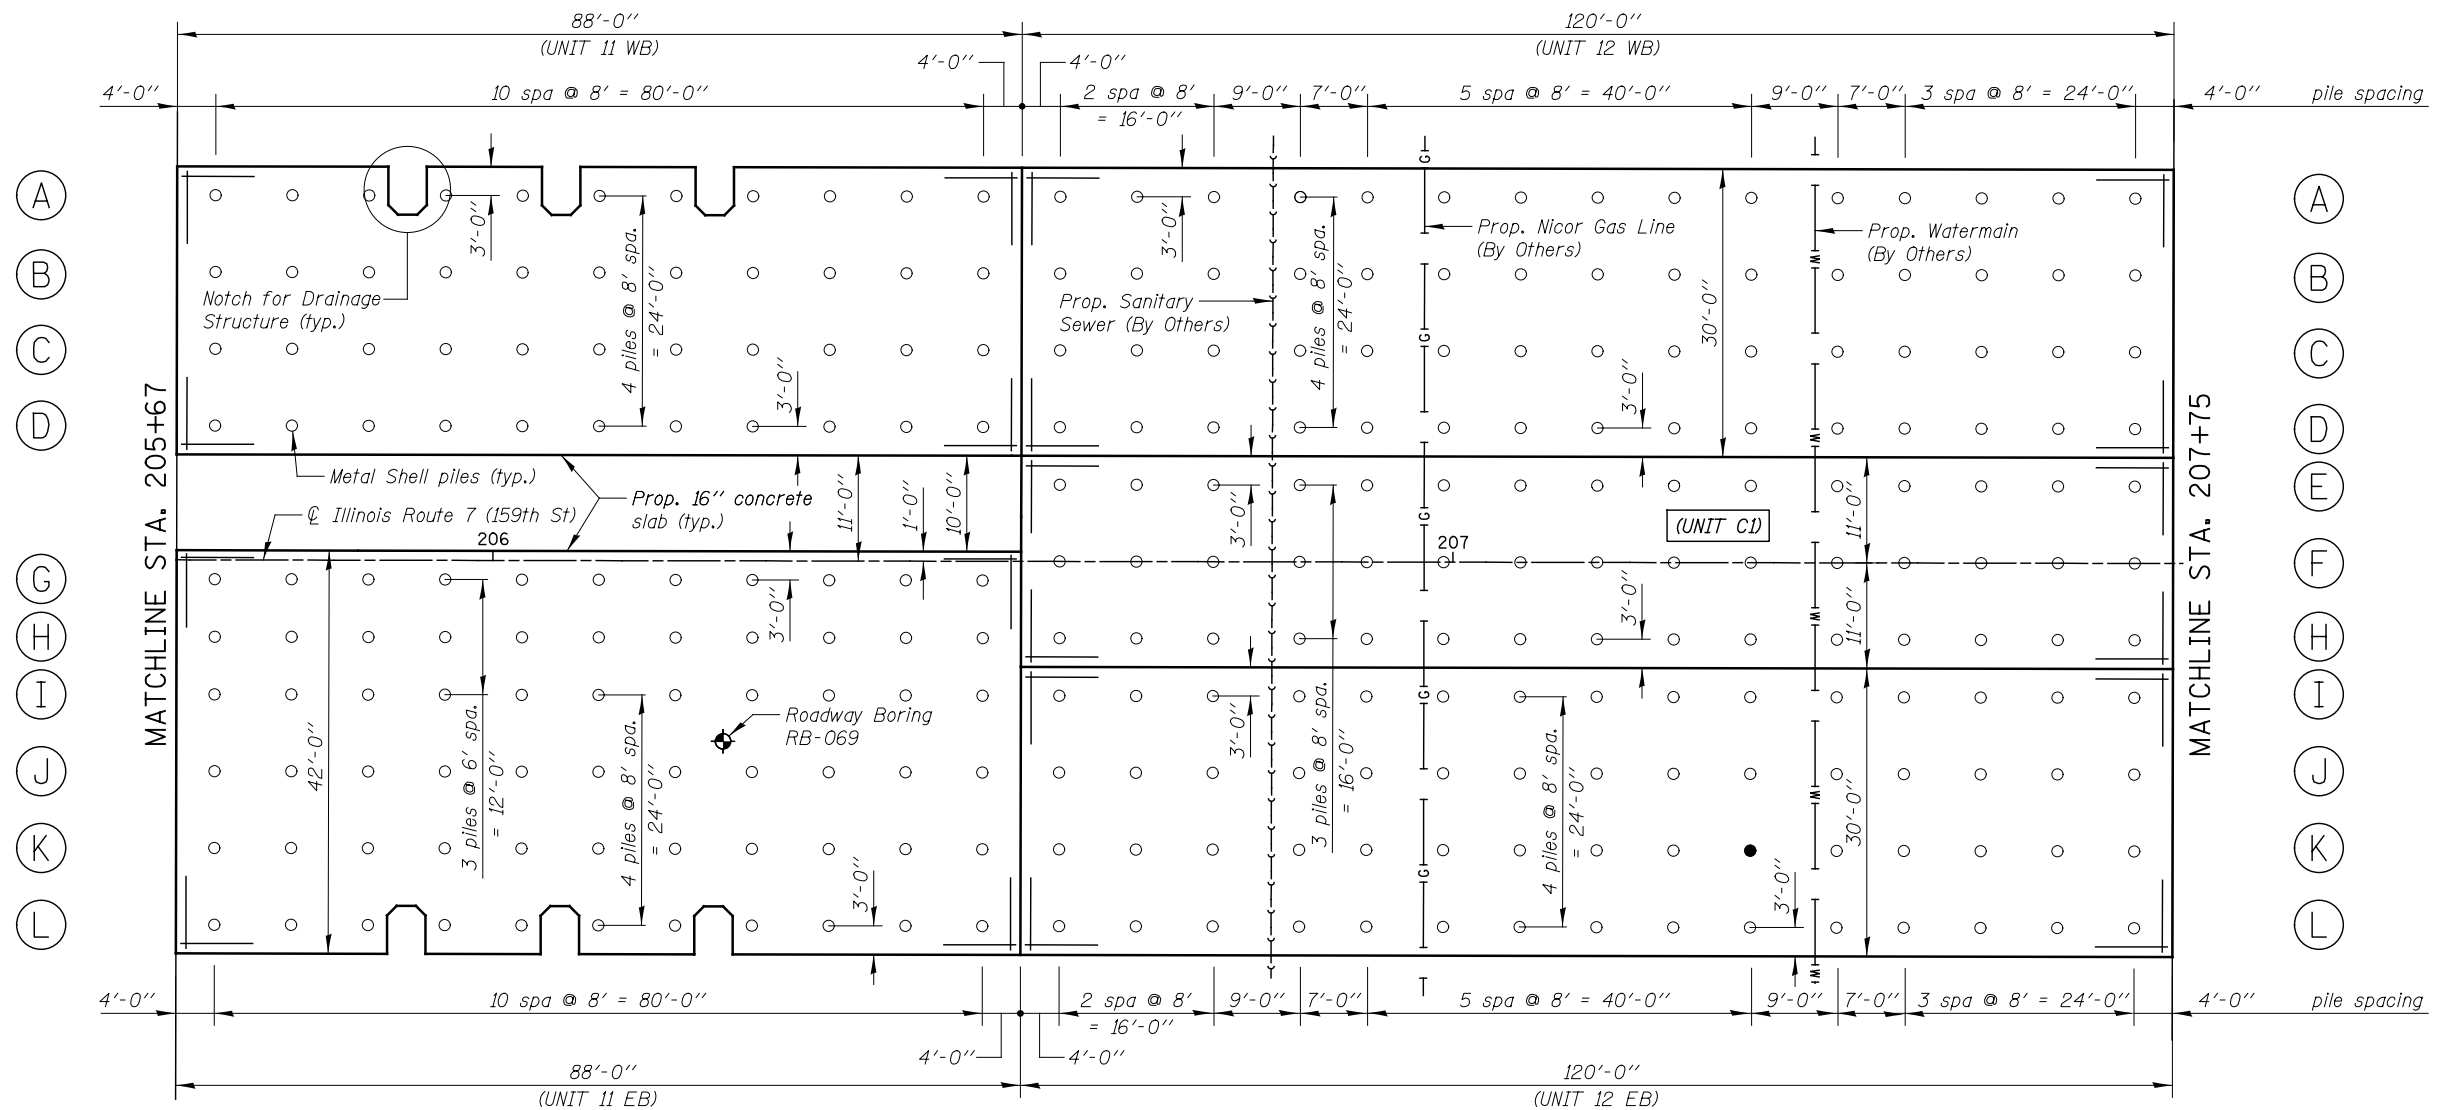 88'-0"
(UNIT 11 WB)
120'-0"
(UNIT 12 WB)
4'-0"
4'-0"
4'-0"
10 spa @ 8' = 80'-0"
2 spa @ 8'
= 16'-0"
9'-0"
7'-0"
5 spa @ 8' = 40'-0"
9'-0"
7'-0"
3 spa @ 8' = 24'-0"
4'-0"
pile spacing
A
B
C
D
G
H
I
J
K
L
MATCHLINE STA. 205+67
3'-0"
4 piles @ 8' spa.
= 24'-0"
3'-0"
Notch for Drainage
Structure (typ.)
Metal Shell piles (typ.)
℄ Illinois Route 7 (159th St)
Prop. 16" concrete
slab (typ.)
206
11'-0"
1'-0"
10'-0"
42'-0"
3 piles @ 6' spa.
= 12'-0"
4 piles @ 8' spa.
= 24'-0"
3'-0"
Roadway Boring
RB-069
3'-0"
3'-0"
Prop. Sanitary
Sewer (By Others)
4 piles @ 8' spa.
= 24'-0"
G
Prop. Nicor Gas Line
(By Others)
G
3'-0"
30'-0"
Prop. Watermain
(By Others)
W
W
3'-0"
G
207
(UNIT C1)
W
11'-0"
11'-0"
3'-0"
W
3 piles @ 8' spa.
= 16'-0"
3'-0"
G
G
4 piles @ 8' spa.
= 24'-0"
W
30'-0"
3'-0"
W
MATCHLINE STA. 207+75
A
B
C
D
E
F
H
I
J
K
L
4'-0"
10 spa @ 8' = 80'-0"
2 spa @ 8'
= 16'-0"
9'-0"
7'-0"
5 spa @ 8' = 40'-0"
9'-0"
7'-0"
3 spa @ 8' = 24'-0"
4'-0"
pile spacing
4'-0"
4'-0"
88'-0"
(UNIT 11 EB)
120'-0"
(UNIT 12 EB)